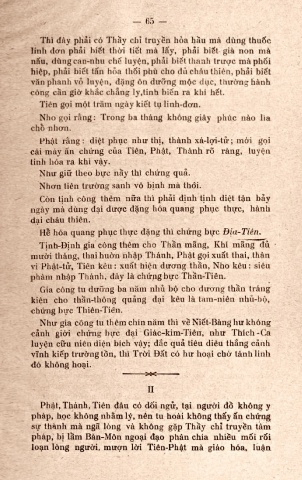 — 65 —
Thì đây phải có Thầy chỉ truyền hỏa hầu mà dùng thuốc
linh đơn phải biết thời tiết mà lấy, phải biết già non mà
nấu, dùng can-nhu chế luyện, phải biết thanh trược mà phối
hiệp, phải biết tấn hỏa thối phù cho đủ châu thiên, phải biết
văn phanh vỏ luyện, đặng ôn dưởng mộc dục, thường hành
công cần giờ khắc chẳng ly, tinh biến ra khí hết.
Tiên gọi một trăm ngày kiết tụ linh-đơn.
Nho gọi rằng: Trong ba tháng không giây phúc nào lìa
chỗ nhơn.
Phật rằng: diệt phục như thị, thành xá-lợi-tử; mới gọi
cái máy ấn chứng của Tiên, Phật, Thánh rõ ràng, luyện
tinh hóa ra khí vậy.
Như giữ theo bực nầy thì chứng quả.
Nhơn tiên trường sanh vô bịnh mà thôi.
Còn tịnh công thêm nữa thì phải định tịnh diệt tận bảy
ngày mà dùng đại dược đặng hóa quang phục thực, hành
đại châu thiên.
Hễ hỏa quang phục thực đặng thì chứng bực Địa-Tiên.
Tịnh-Định gia công thêm cho Thần mãng, Khí mãng đủ
mười tháng, thai huờn nhập Thánh, Phật gọi xuất thai, thân
vi Phật-tử, Tiên kêu: xuất hiện dương thần, Nho kêu: siêu
phàm nhập Thánh, đây là chứng bực Thần-Tiên.
Gia công tu dưỡng ba năm nhủ bộ cho dương thần tráng
kiện cho thần-thông quảng đại kêu là tam-niên nhủ-bộ,
chứng bực Thiên-Tiên.
Như gia công tu thêm chín năm thì về Niết-Bàng hư không
cảnh giới chứng bực đại Giác-kim-Tiên, như Thích-Ca
luyện cửu niên diện bích vậy; đắc quả tiêu diêu thắng cảnh
vĩnh kiếp trường tồn, thì Trời Đất có hư hoại chớ tánh linh
đó không hoại.
II
Phật, Thánh, Tiên đâu có dối ngử, tại người đồ không y
pháp, học không nhằm lý, nên tu hoài không thấy ấn chứng
sự thành mà ngã lòng và không gặp Thầy chỉ truyền tâm
pháp, bị lầm Bàn-Môn ngoại đạo phân chia nhiều mối rối
loạn lòng người, mượn lời Tiên-Phật mà giáo hóa, luận